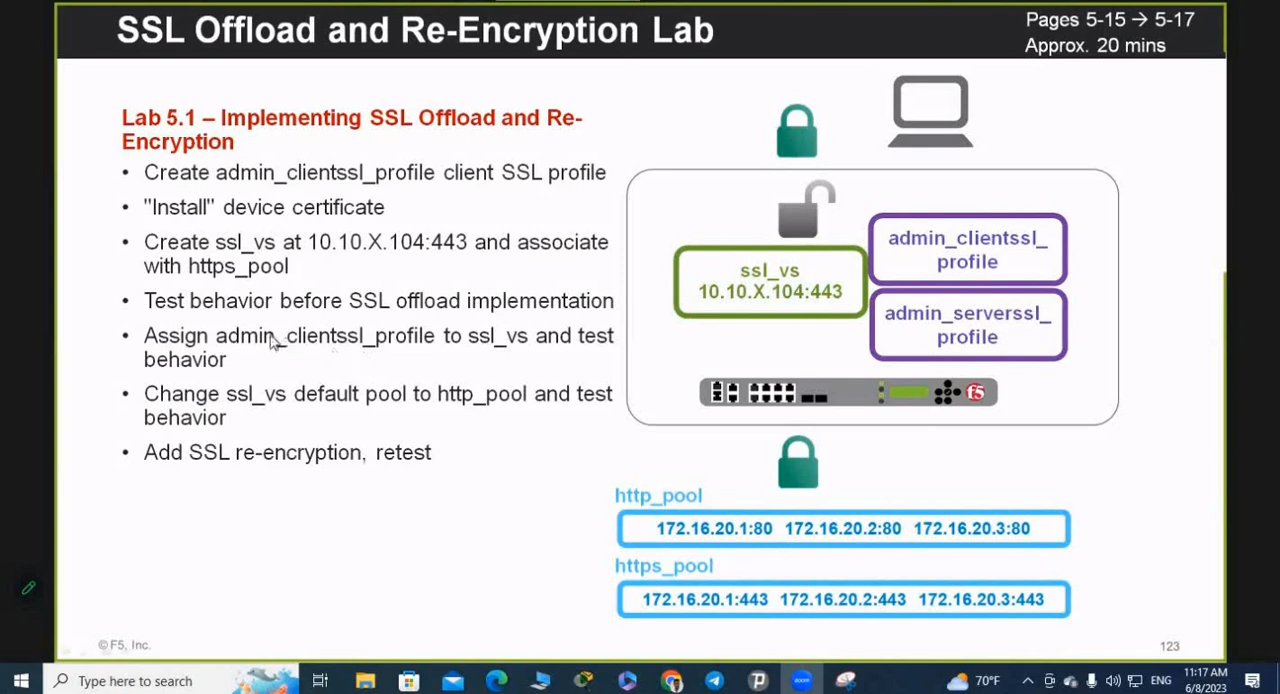 SSL Offload and Re-Encryption Lab
Pages 5-15 → 5-17
Approx. 20 mins
Lab 5.1 – Implementing SSL Offload and Re-
Encryption
• Create admin_clientssl_profile client SSL profile
• "Install" device certificate
• Create ssl_vs at 10.10.X.104:443 and associate
with https_pool
• Test behavior before SSL offload implementation
• Assign admin_clientssl_profile to ssl_vs and test
behavior
• Change ssl_vs default pool to http_pool and test
behavior
• Add SSL re-encryption, retest
ssl_vs
10.10.X.104:443
admin_clientssl_
profile
admin_serverssl_
profile
f5
http_pool
172.16.20.1:80 172.16.20.2:80 172.16.20.3:80
https_pool
172.16.20.1:443 172.16.20.2:443 172.16.20.3:443
© F5, Inc.
123
Type here to search
zoom
70°F
ENG
11:17 AM
6/8/2023